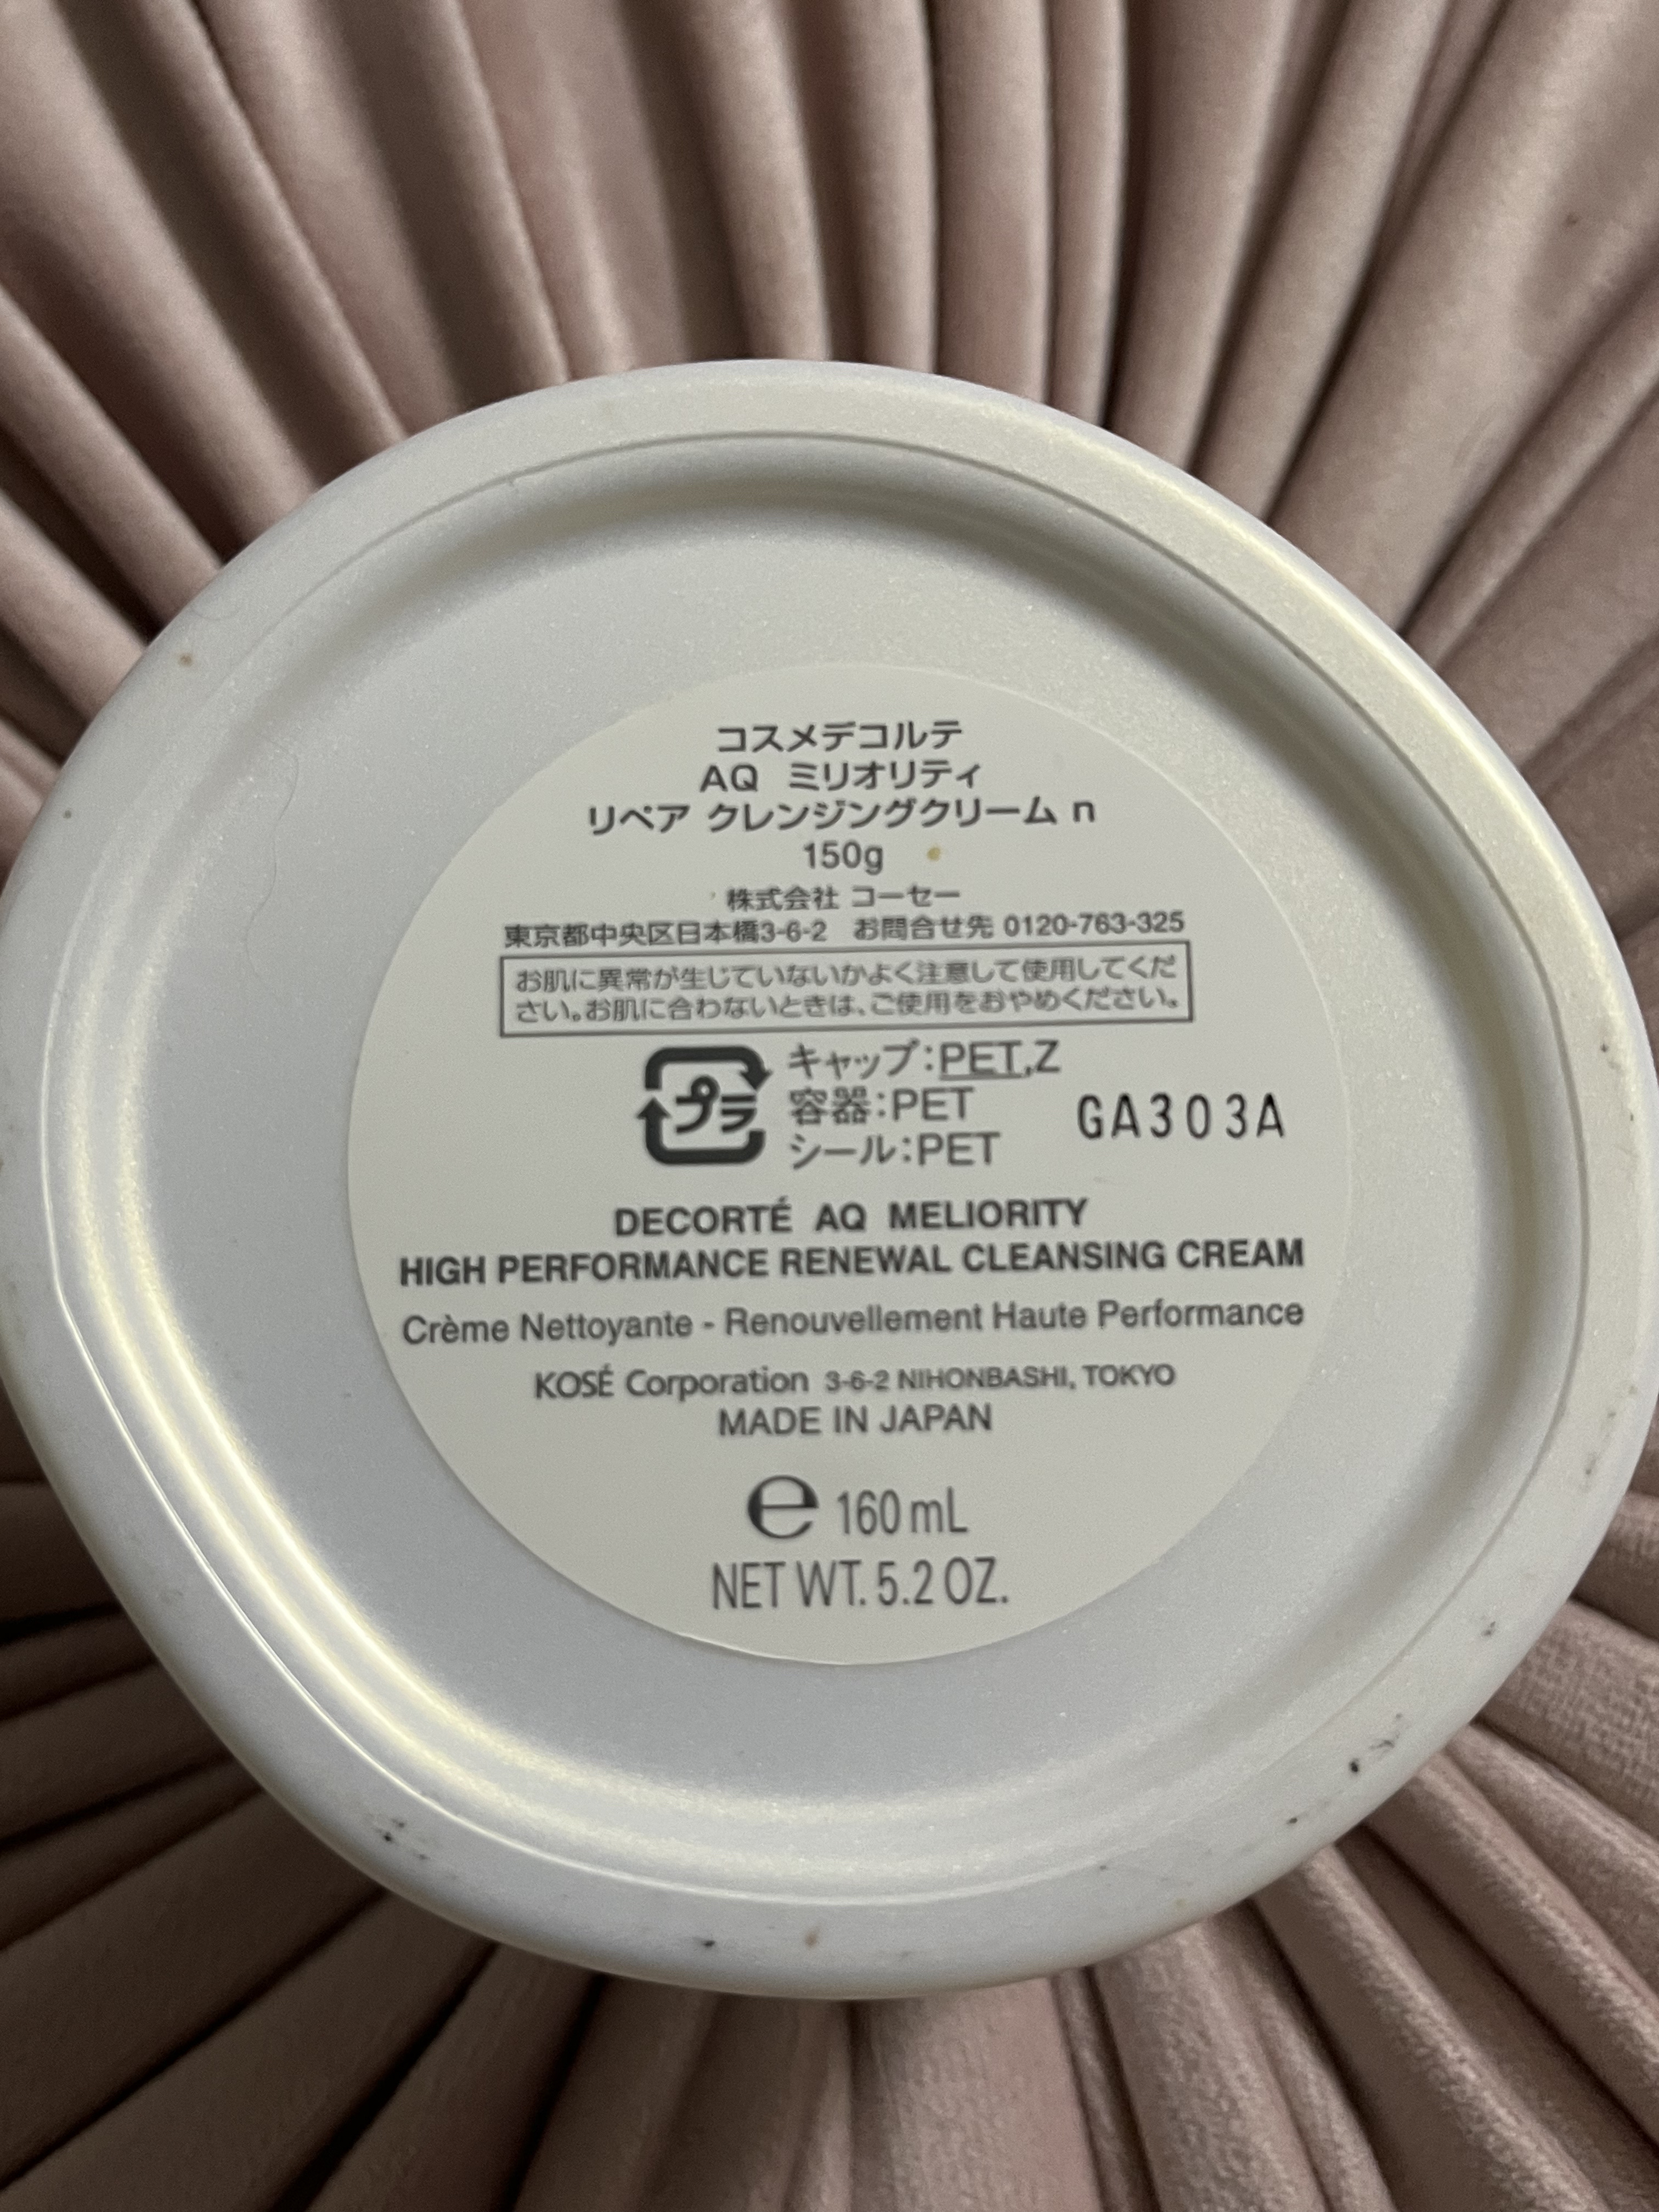 コスメデコルテ
AQ ミリオリティ
リペア クレンジングクリーム n
150g
株式会社 コーセー
東京都中央区日本橋3-6-2 お問合せ先 0120-763-325
お肌に異常が生じていないかよく注意して使用してくだ
さい。お肌に合わないときは、ご使用をおやめください。
プラ
キャップ:PET,Z
容器:PET
シール:PET
GA303A
DECORTÉ AQ MELIORITY
HIGH PERFORMANCE RENEWAL CLEANSING CREAM
Crème Nettoyante - Renouvellement Haute Performance
KOSÉ Corporation 3-6-2 NIHONBASHI, TOKYO
MADE IN JAPAN
℮ 160 mL
NET WT. 5.2 OZ.